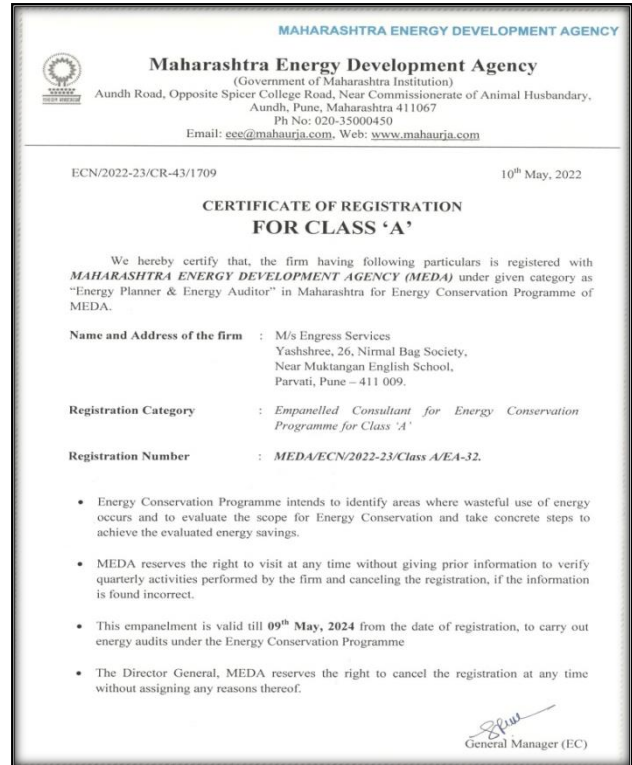 MAHARASHTRA ENERGY DEVELOPMENT AGENCY
Maharashtra Energy Development Agency
(Government of Maharashtra Institution)
Aundh Road, Opposite Spicer College Road, Near Commissionerate of Animal Husbandary,
Aundh, Pune, Maharashtra 411067
Ph No: 020-35000450
Email: eee@mahaurja.com, Web: www.mahaurja.com
ECN/2022-23/CR-43/1709 10th May, 2022
CERTIFICATE OF REGISTRATION
FOR CLASS ‘A’
We hereby certify that, the firm having following particulars is registered with
MAHARASHTRA ENERGY DEVELOPMENT AGENCY (MEDA) under given category as
“Energy Planner & Energy Auditor” in Maharashtra for Energy Conservation Programme of
MEDA.
Name and Address of the firm : M/s Engress Services
Yashshree, 26, Nirmal Bag Society,
Near Muktangan English School,
Parvati, Pune – 411 009.
Registration Category : Empanelled Consultant for Energy Conservation
Programme for Class ‘A’
Registration Number : MEDA/ECN/2022-23/Class A/EA-32.
• Energy Conservation Programme intends to identify areas where wasteful use of energy
occurs and to evaluate the scope for Energy Conservation and take concrete steps to
achieve the evaluated energy savings.
• MEDA reserves the right to visit at any time without giving prior information to verify
quarterly activities performed by the firm and canceling the registration, if the information
is found incorrect.
• This empanelment is valid till 09th May, 2024 from the date of registration, to carry out
energy audits under the Energy Conservation Programme
• The Director General, MEDA reserves the right to cancel the registration at any time
without assigning any reasons thereof.
General Manager (EC)